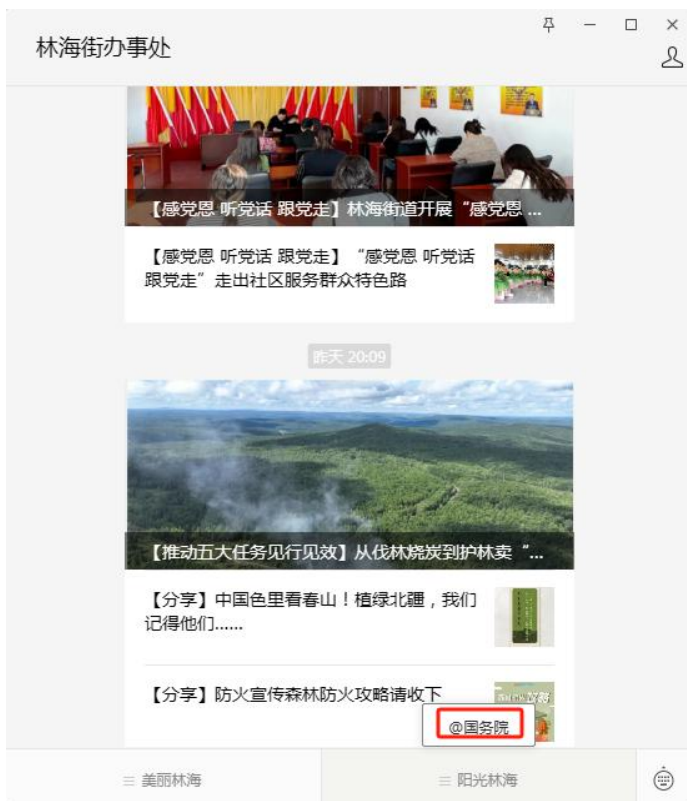 林海街办事处
【感党恩 听党话 跟党走】林海街道开展“感党恩 ...
【感党恩 听党话 跟党走】“感党恩 听党话
跟党走”走出社区服务群众特色路
昨天 20:09
【推动五大任务见行见效】从伐林烧炭到护林卖“...
【分享】中国色里看春山！植绿北疆，我们
记得他们......
【分享】防火宣传森林防火攻略请收下
@国务院
美丽林海
阳光林海